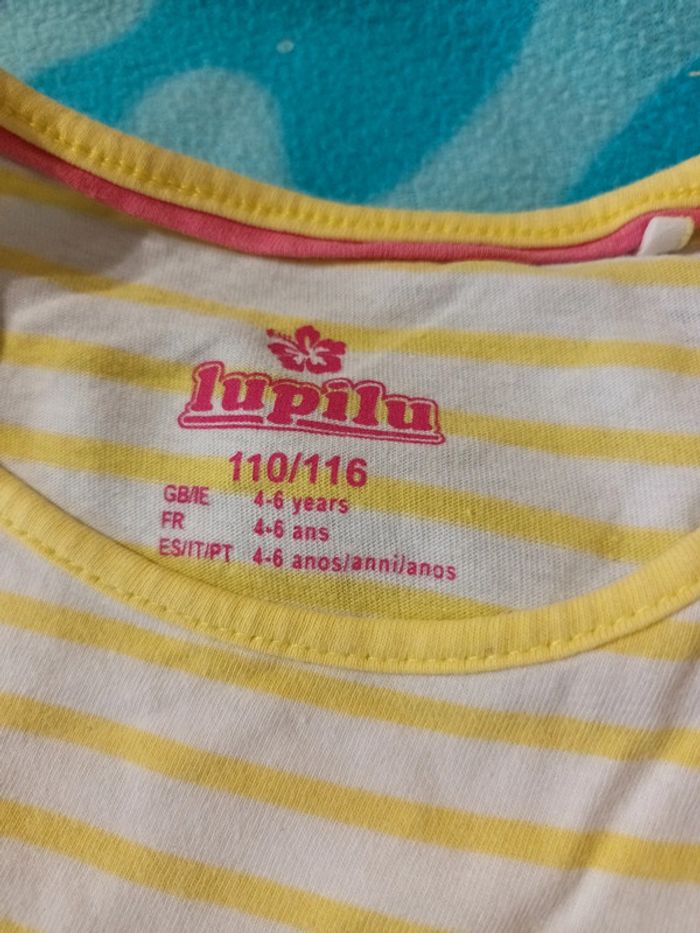 lupilu
110/116
GB/IE 4-6 years
FR 4-6 ans
ES/IT/PT 4-6 anos/anni/anos